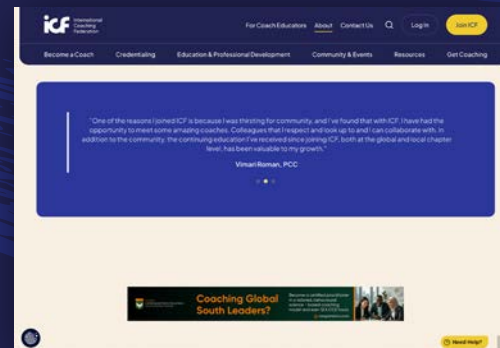 icf International
Coaching
Federation
For Coach Educators About Contact Us Log In Join ICF
Become a Coach Credentialing Education & Professional Development Community & Events Resources Get Coaching
"One of the reasons I joined ICF is because I was thirsting for community, and I've found that with ICF. I have had the
opportunity to meet some amazing coaches. Colleagues that I respect and look up to and I can collaborate with. In
addition to the community, the continuing education I've received since joining ICF, both at the global and local chapter
level, has been valuable to my growth."
Vimari Roman, PCC
Coaching Global
South Leaders?
Become a certified practitioner
Need Help?